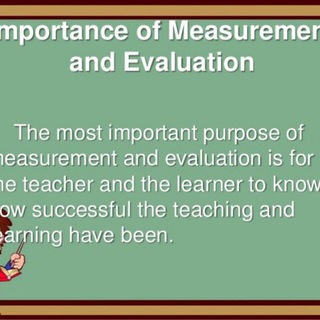 mportance of Measuremen
and Evaluation
The most important purpose of
measurement and evaluation is for
he teacher and the learner to know
ow successful the teaching and
earning have been.